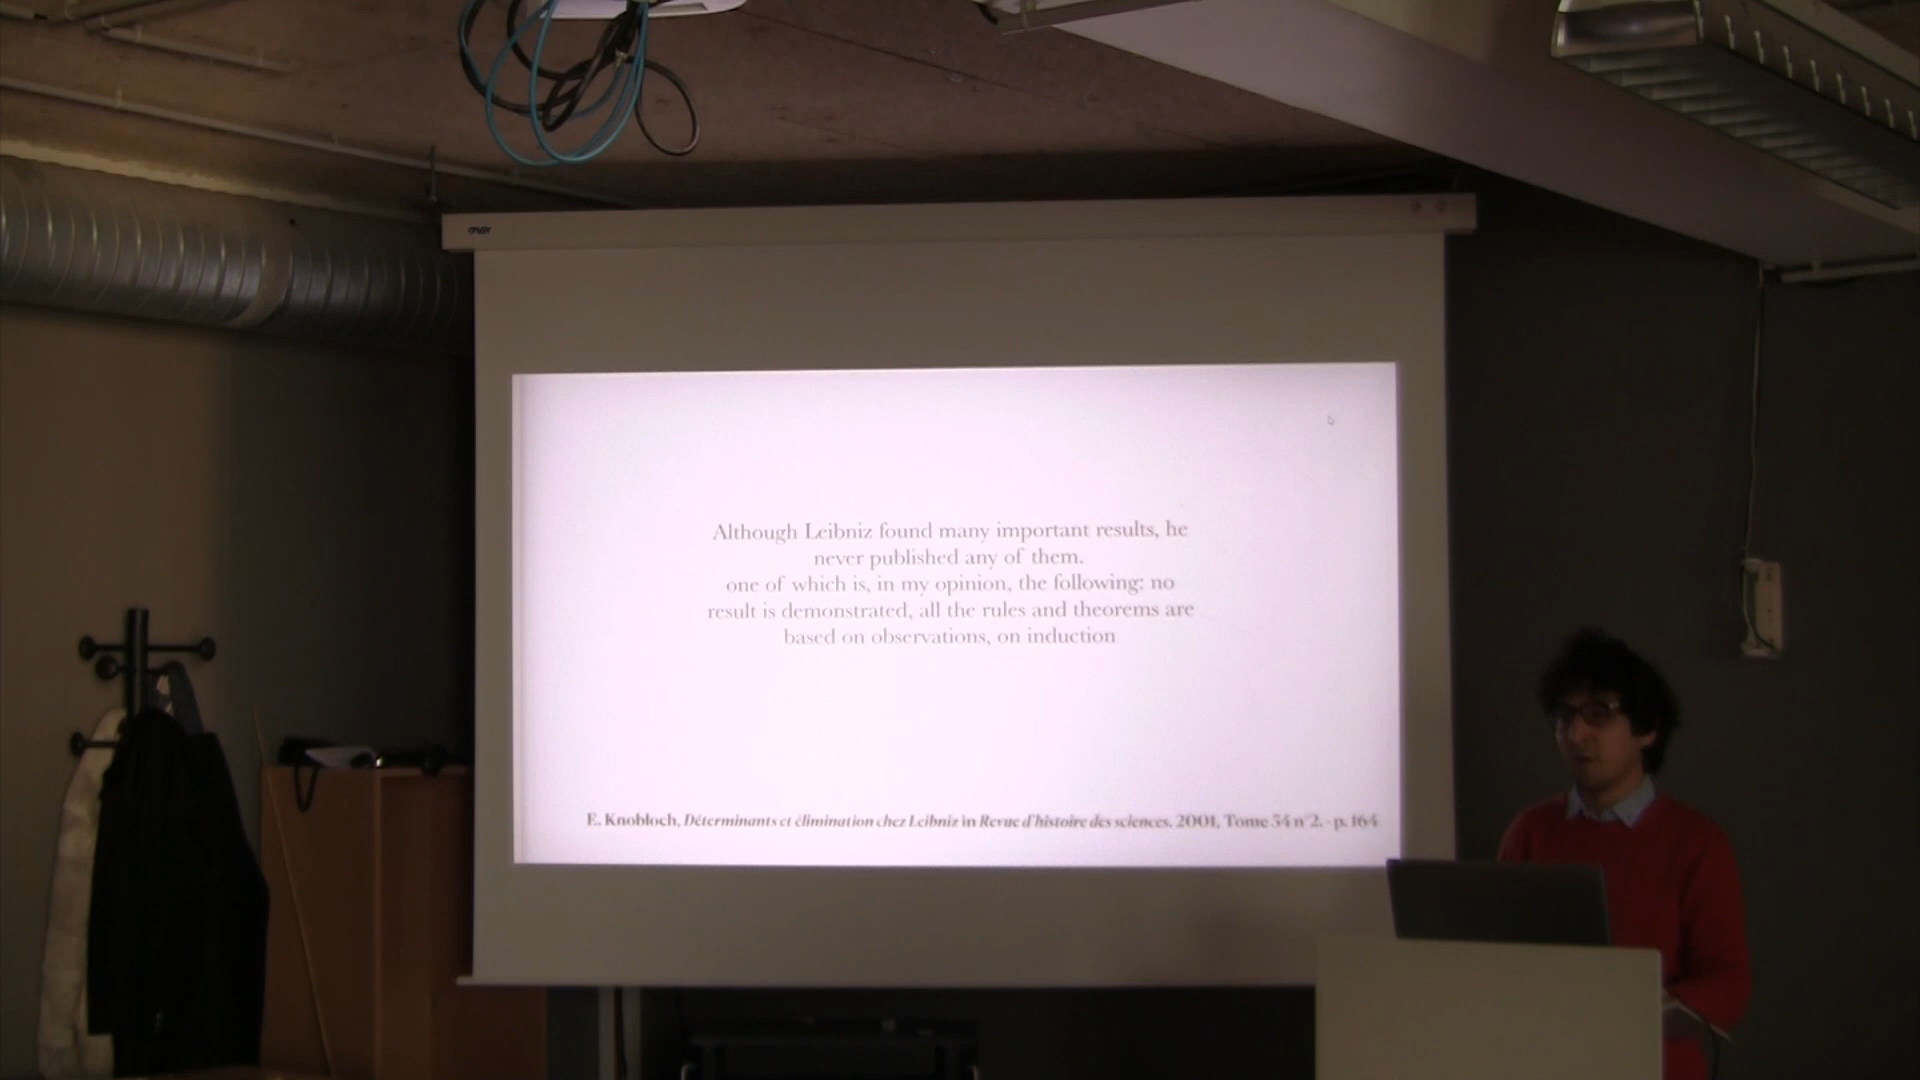 Although Leibniz found many important results, he
never published any of them.
one of which is, in my opinion, the following: no
result is demonstrated, all the rules and theorems are
based on observations, on induction
E. Knobloch, Déterminants et élimination chez Leibniz in Revue d'histoire des sciences. 2001, Tome 54 n°2. - p. 164